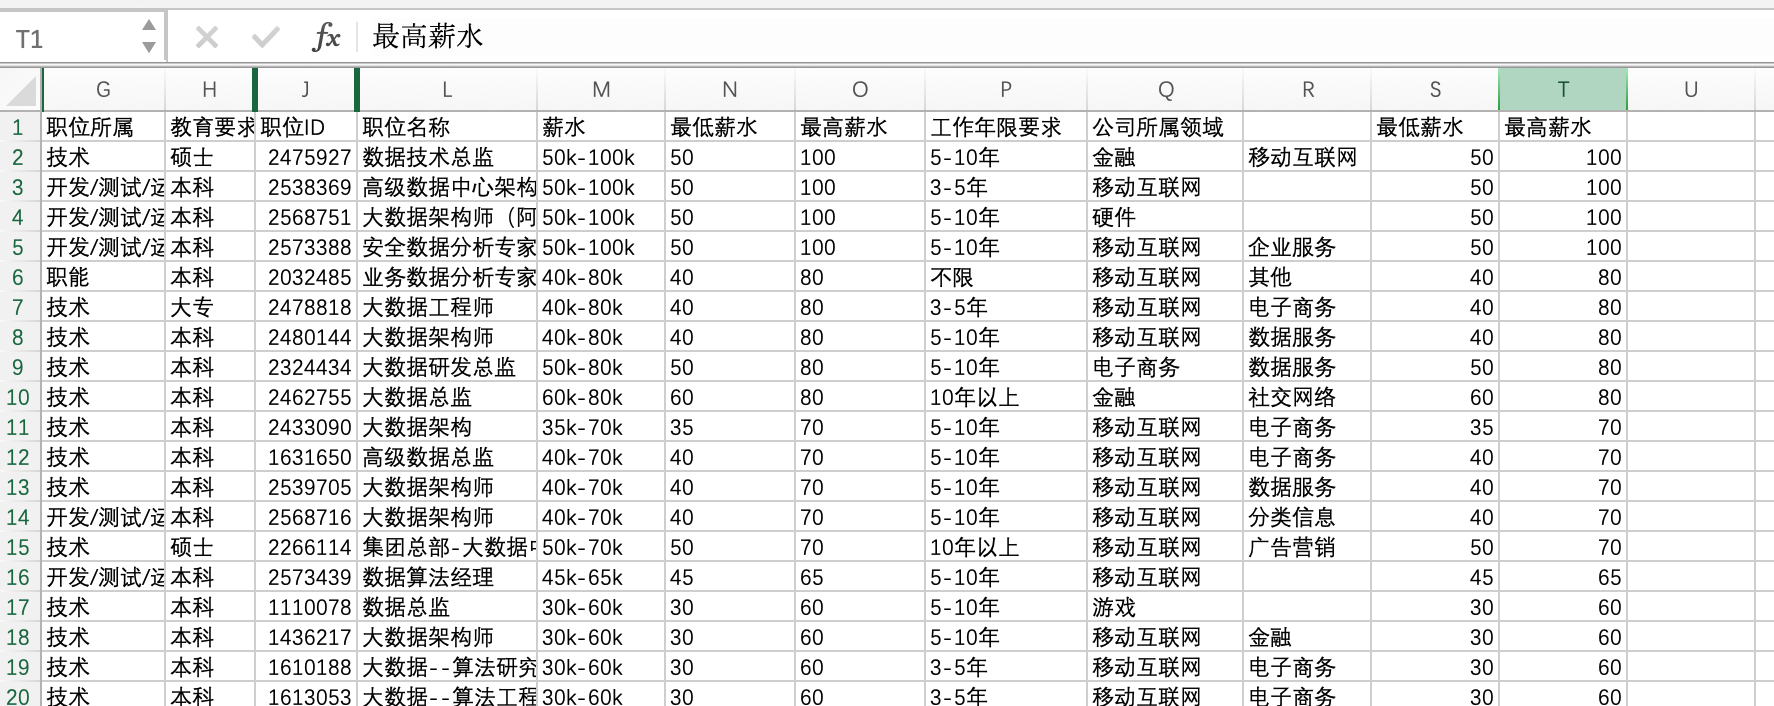 T1 fx 最高薪水
G H J L M N O P Q R S T U
1 职位所属 教育要求 职位ID 职位名称 薪水 最低薪水 最高薪水 工作年限要求 公司所属领域 最低薪水 最高薪水
2 技术 硕士 2475927 数据技术总监 50k-100k 50 100 5-10年 金融 移动互联网 50 100
3 开发/测试/运 本科 2538369 高级数据中心架构 50k-100k 50 100 3-5年 移动互联网 50 100
4 开发/测试/运 本科 2568751 大数据架构师（阿 50k-100k 50 100 5-10年 硬件 50 100
5 开发/测试/运 本科 2573388 安全数据分析专家 50k-100k 50 100 5-10年 移动互联网 企业服务 50 100
6 职能 本科 2032485 业务数据分析专家 40k-80k 40 80 不限 移动互联网 其他 40 80
7 技术 大专 2478818 大数据工程师 40k-80k 40 80 3-5年 移动互联网 电子商务 40 80
8 技术 本科 2480144 大数据架构师 40k-80k 40 80 5-10年 移动互联网 数据服务 40 80
9 技术 本科 2324434 大数据研发总监 50k-80k 50 80 5-10年 电子商务 数据服务 50 80
10 技术 本科 2462755 大数据总监 60k-80k 60 80 10年以上 金融 社交网络 60 80
11 技术 本科 2433090 大数据架构 35k-70k 35 70 5-10年 移动互联网 电子商务 35 70
12 技术 本科 1631650 高级数据总监 40k-70k 40 70 5-10年 移动互联网 电子商务 40 70
13 技术 本科 2539705 大数据架构师 40k-70k 40 70 5-10年 移动互联网 数据服务 40 70
14 开发/测试/运 本科 2568716 大数据架构师 40k-70k 40 70 5-10年 移动互联网 分类信息 40 70
15 技术 硕士 2266114 集团总部-大数据中 50k-70k 50 70 10年以上 移动互联网 广告营销 50 70
16 开发/测试/运 本科 2573439 数据算法经理 45k-65k 45 65 5-10年 移动互联网 45 65
17 技术 本科 1110078 数据总监 30k-60k 30 60 5-10年 游戏 30 60
18 技术 本科 1436217 大数据架构师 30k-60k 30 60 5-10年 移动互联网 金融 30 60
19 技术 本科 1610188 大数据--算法研究 30k-60k 30 60 3-5年 移动互联网 电子商务 30 60
20 技术 本科 1613053 大数据--算法工程 30k-60k 30 60 3-5年 移动互联网 电子商务 30 60